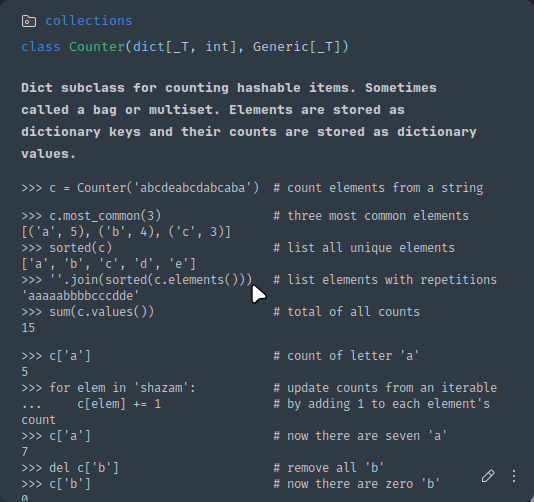 collections
class Counter(dict[_T, int], Generic[_T])
Dict subclass for counting hashable items. Sometimes
called a bag or multiset. Elements are stored as
dictionary keys and their counts are stored as dictionary
values.
>>> c = Counter('abcdeabcdabcaba')  # count elements from a string
>>> c.most_common(3)                # three most common elements
[('a', 5), ('b', 4), ('c', 3)]
>>> sorted(c)                       # list all unique elements
['a', 'b', 'c', 'd', 'e']
>>> ''.join(sorted(c.elements()))   # list elements with repetitions
'aaaaabbbbcccdde'
>>> sum(c.values())                 # total of all counts
15
>>> c['a']                          # count of letter 'a'
5
>>> for elem in 'shazam':           # update counts from an iterable
...     c[elem] += 1                # by adding 1 to each element's
count
>>> c['a']                          # now there are seven 'a'
7
>>> del c['b']                      # remove all 'b'
>>> c['b']                          # now there are zero 'b'
0